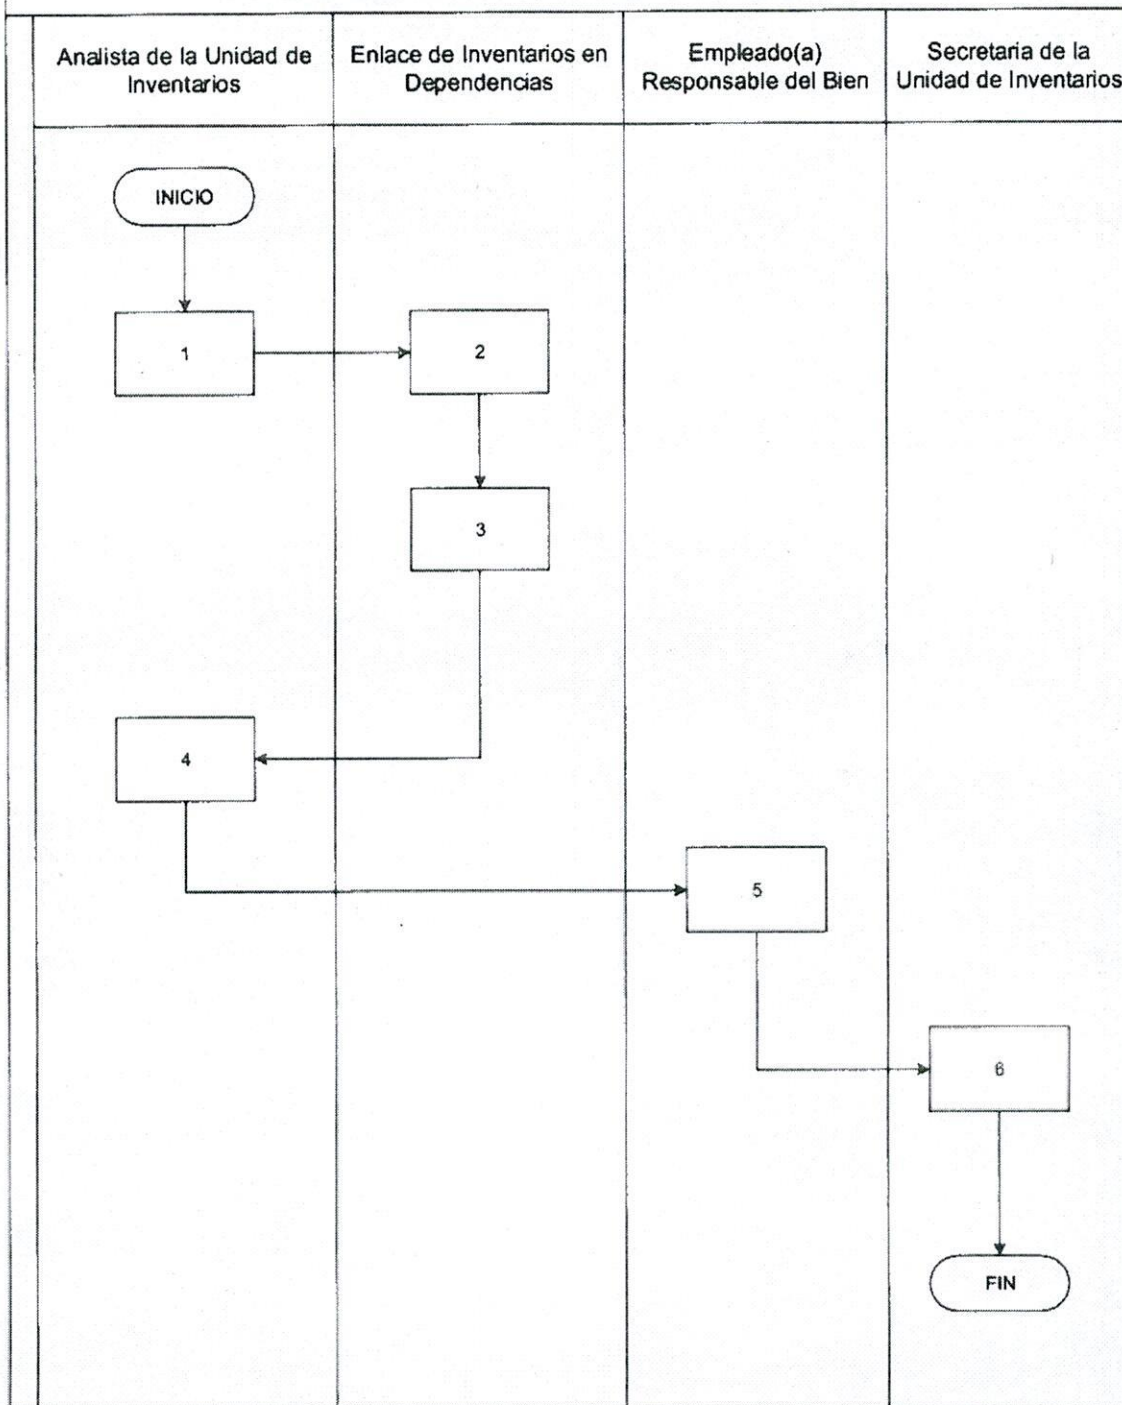 Analista de la Unidad de
Inventarios
Enlace de Inventarios en
Dependencias
Empleado(a)
Responsable del Bien
Secretaria de la
Unidad de Inventarios
INICIO
1
2
3
4
5
6
FIN